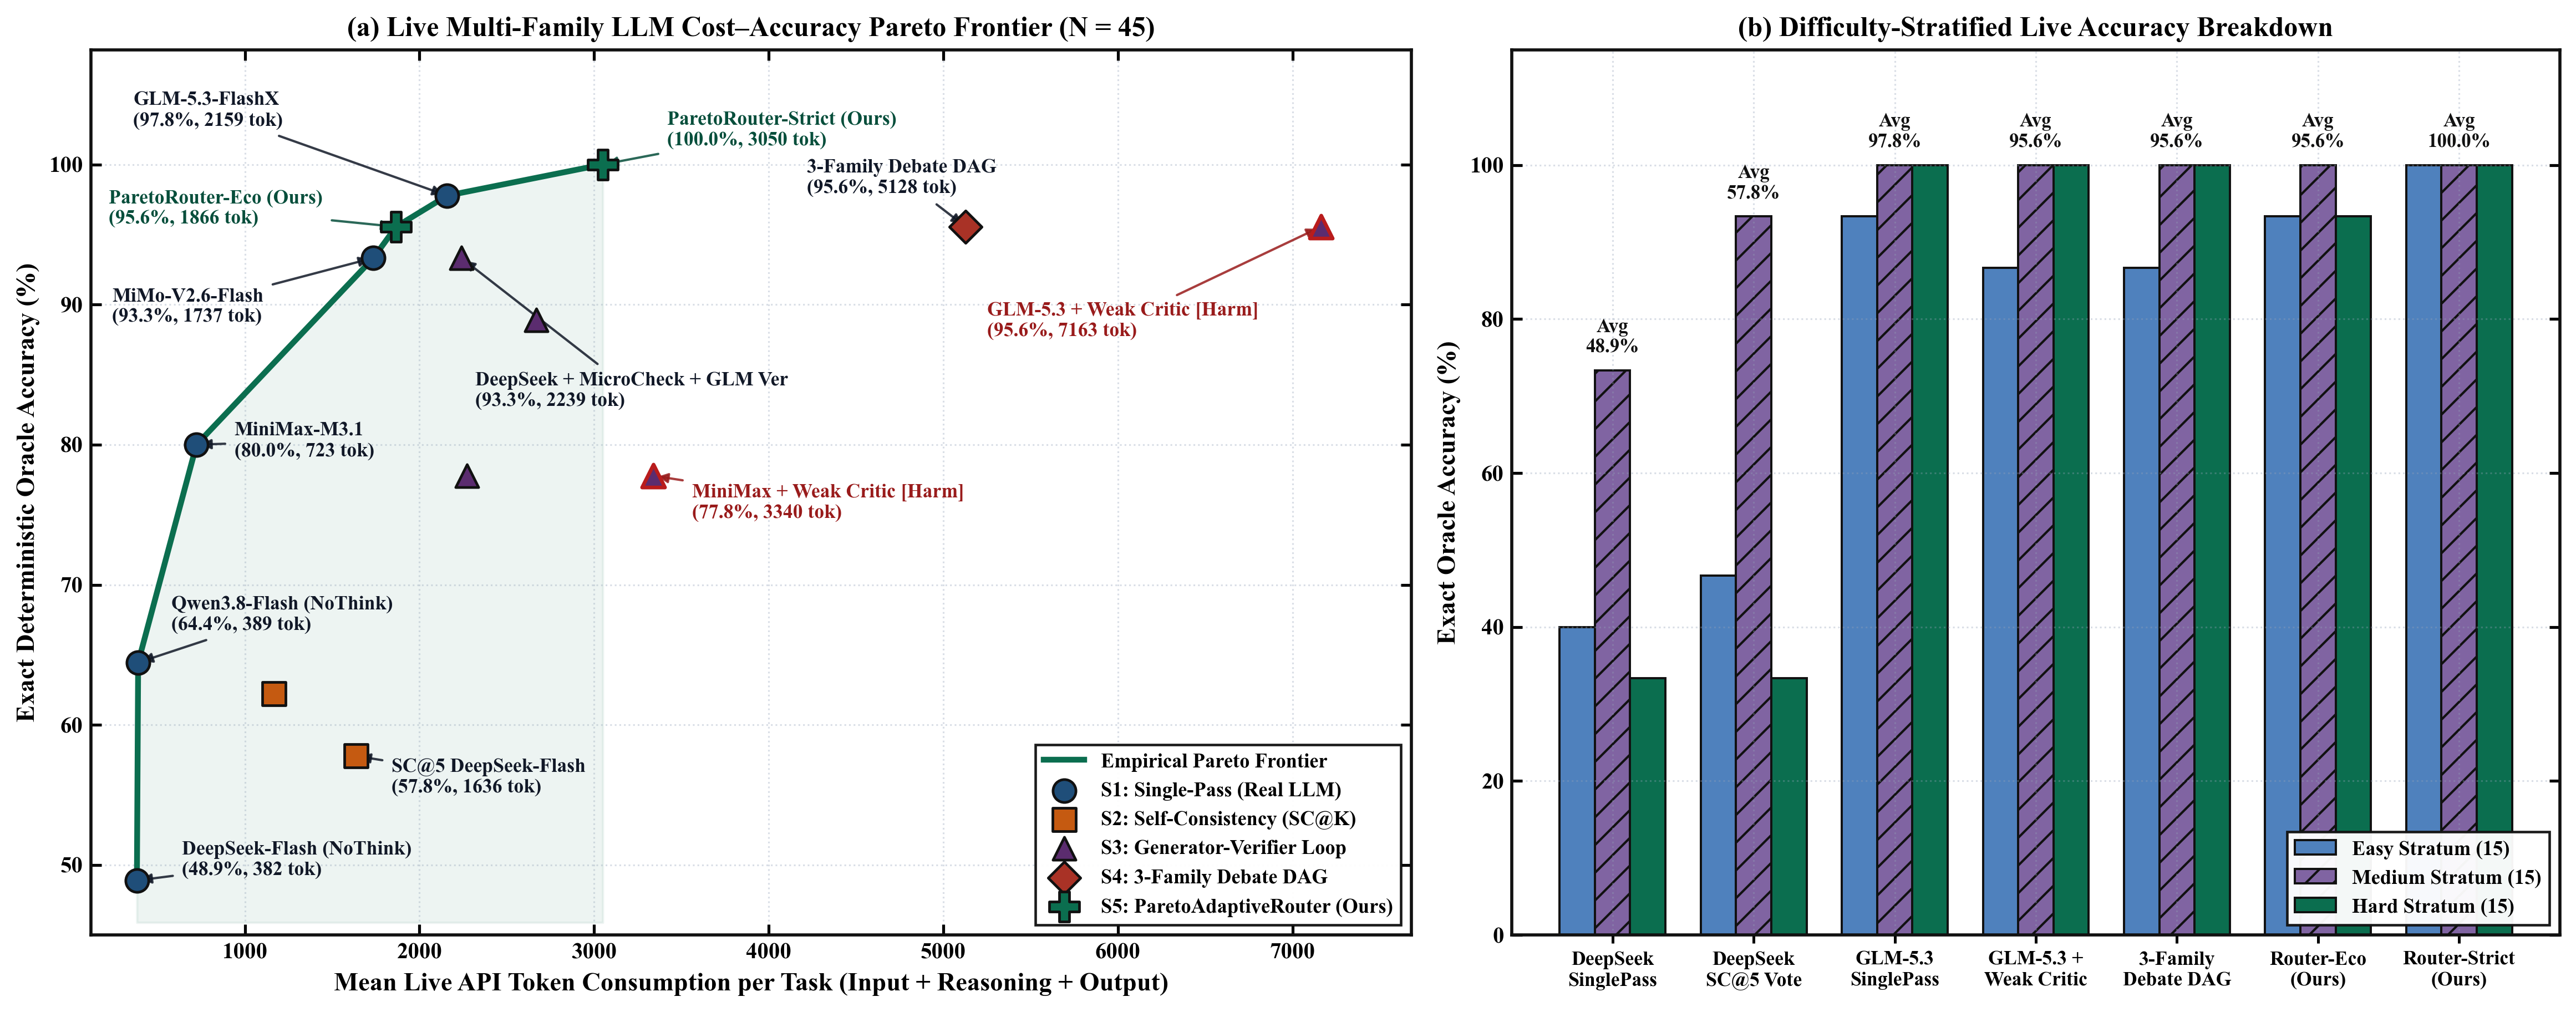 (a) Live Multi-Family LLM Cost–Accuracy Pareto Frontier (N = 45)
Exact Deterministic Oracle Accuracy (%)
100
90
80
70
60
50
GLM-5.3-FlashX
(97.8%, 2159 tok)
ParetoRouter-Strict (Ours)
(100.0%, 3050 tok)
3-Family Debate DAG
(95.6%, 5128 tok)
ParetoRouter-Eco (Ours)
(95.6%, 1866 tok)
MiMo-V2.6-Flash
(93.3%, 1737 tok)
GLM-5.3 + Weak Critic [Harm]
(95.6%, 7163 tok)
DeepSeek + MicroCheck + GLM Ver
(93.3%, 2239 tok)
MiniMax-M3.1
(80.0%, 723 tok)
MiniMax + Weak Critic [Harm]
(77.8%, 3340 tok)
Qwen3.8-Flash (NoThink)
(64.4%, 389 tok)
SC@5 DeepSeek-Flash
(57.8%, 1636 tok)
DeepSeek-Flash (NoThink)
(48.9%, 382 tok)
Empirical Pareto Frontier
S1: Single-Pass (Real LLM)
S2: Self-Consistency (SC@K)
S3: Generator-Verifier Loop
S4: 3-Family Debate DAG
S5: ParetoAdaptiveRouter (Ours)
1000 2000 3000 4000 5000 6000 7000
Mean Live API Token Consumption per Task (Input + Reasoning + Output)
(b) Difficulty-Stratified Live Accuracy Breakdown
Exact Oracle Accuracy (%)
100
80
60
40
20
0
Avg
48.9%
Avg
57.8%
Avg
97.8%
Avg
95.6%
Avg
95.6%
Avg
95.6%
Avg
100.0%
Easy Stratum (15)
Medium Stratum (15)
Hard Stratum (15)
DeepSeek
SinglePass
DeepSeek
SC@5 Vote
GLM-5.3
SinglePass
GLM-5.3 +
Weak Critic
3-Family
Debate DAG
Router-Eco
(Ours)
Router-Strict
(Ours)